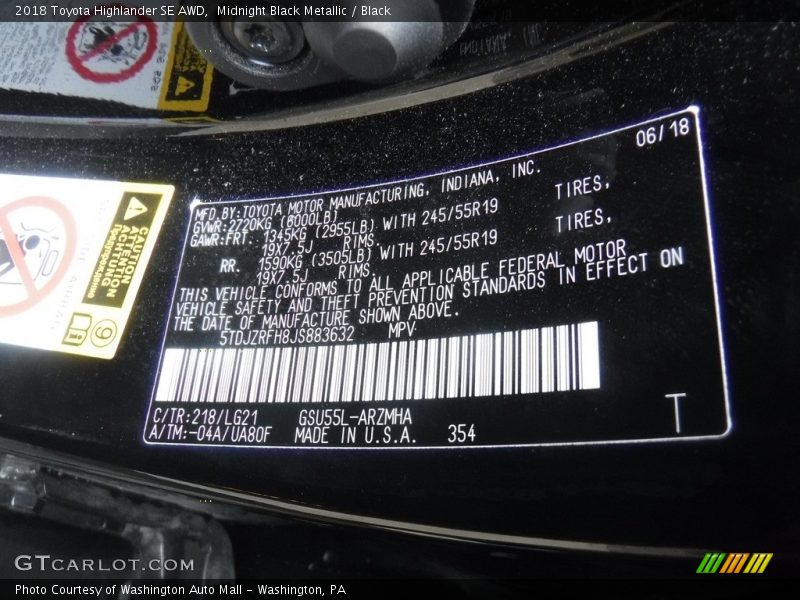 2018 Toyota Highlander SE AWD,  Midnight Black Metallic / Black
06/18
MFD.BY:TOYOTA MOTOR MANUFACTURING, INDIANA, INC.
GVWR:2720KG (6000LB)
GAWR:FRT. 1345KG (2955LB) WITH 245/55R19 TIRES,
19X7.5J RIMS
RR. 1590KG (3505LB) WITH 245/55R19 TIRES,
19X7.5J RIMS
THIS VEHICLE CONFORMS TO ALL APPLICABLE FEDERAL MOTOR
VEHICLE SAFETY AND THEFT PREVENTION STANDARDS IN EFFECT ON
THE DATE OF MANUFACTURE SHOWN ABOVE.
5TDJZRFH8JS883632 MPV
C/TR:218/LG21 GSU55L-ARZMHA
A/TM:-04A/UA80F MADE IN U.S.A. 354
T
CAUTION
ATTENTION
9
GTCARLOT.COM
Photo Courtesy of Washington Auto Mall - Washington, PA